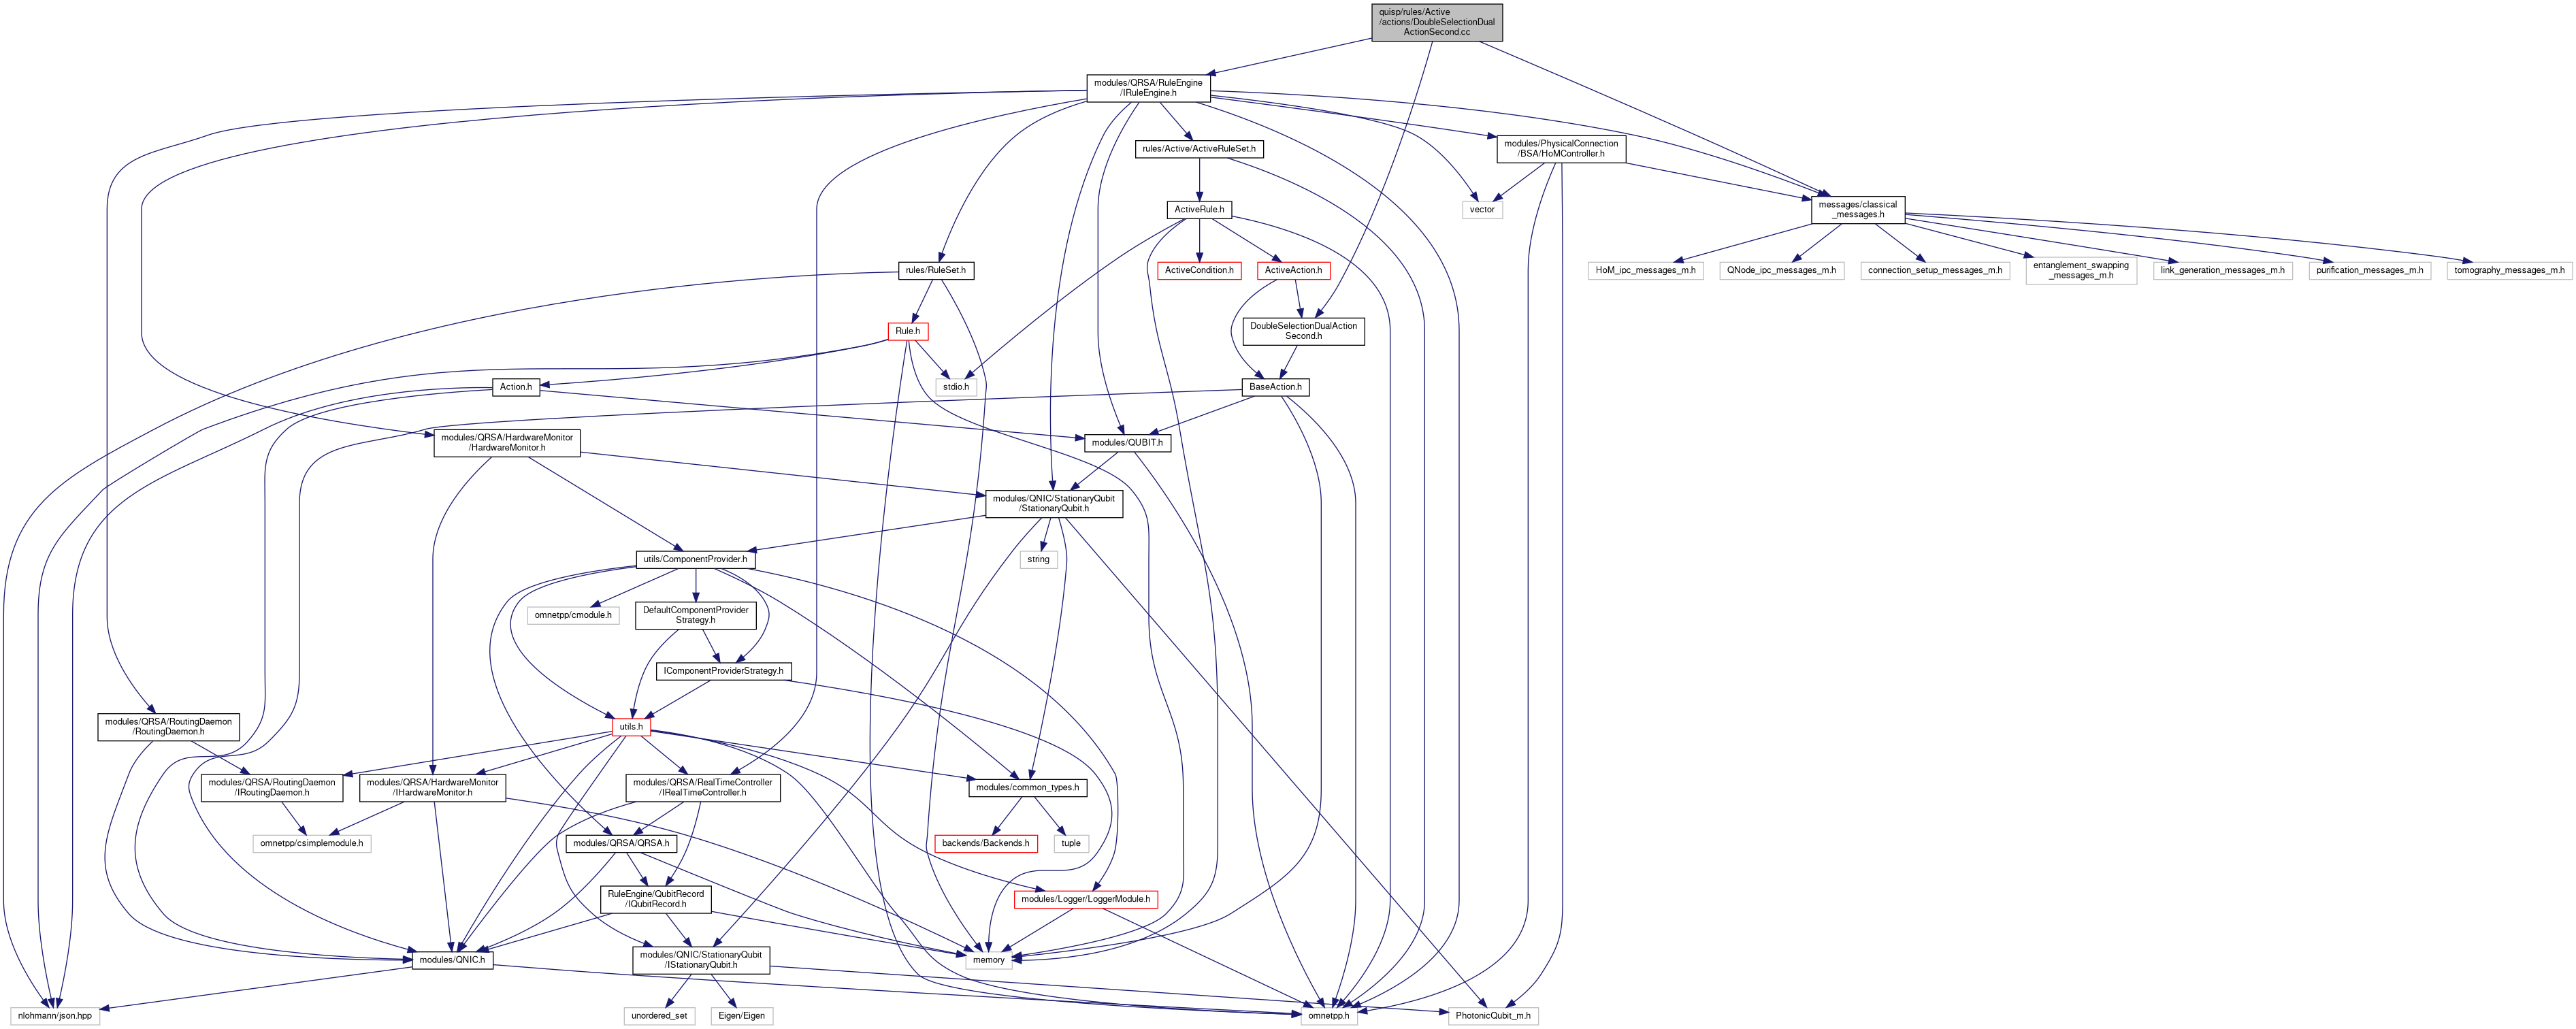 quisp/rules/Active
/actions/DoubleSelectionDual
ActionSecond.cc
modules/QRSA/RuleEngine
/IRuleEngine.h
rules/Active/ActiveRuleSet.h
modules/PhysicalConnection
/BSA/HoMController.h
ActiveRule.h
vector
messages/classical
_messages.h
rules/RuleSet.h
ActiveCondition.h
ActiveAction.h
HoM_ipc_messages_m.h
QNode_ipc_messages_m.h
connection_setup_messages_m.h
entanglement_swapping
_messages_m.h
link_generation_messages_m.h
purification_messages_m.h
tomography_messages_m.h
Rule.h
DoubleSelectionDualAction
Second.h
Action.h
stdio.h
BaseAction.h
modules/QRSA/HardwareMonitor
/HardwareMonitor.h
modules/QUBIT.h
modules/QNIC/StationaryQubit
/StationaryQubit.h
utils/ComponentProvider.h
string
omnetpp/cmodule.h
DefaultComponentProvider
Strategy.h
IComponentProviderStrategy.h
modules/QRSA/RoutingDaemon
/RoutingDaemon.h
utils.h
modules/QRSA/RoutingDaemon
/IRoutingDaemon.h
modules/QRSA/HardwareMonitor
/IHardwareMonitor.h
modules/QRSA/RealTimeController
/IRealTimeController.h
modules/common_types.h
omnetpp/csimplemodule.h
modules/QRSA/QRSA.h
backends/Backends.h
tuple
RuleEngine/QubitRecord
/IQubitRecord.h
modules/Logger/LoggerModule.h
modules/QNIC.h
modules/QNIC/StationaryQubit
/IStationaryQubit.h
memory
nlohmann/json.hpp
unordered_set
Eigen/Eigen
omnetpp.h
PhotonicQubit_m.h